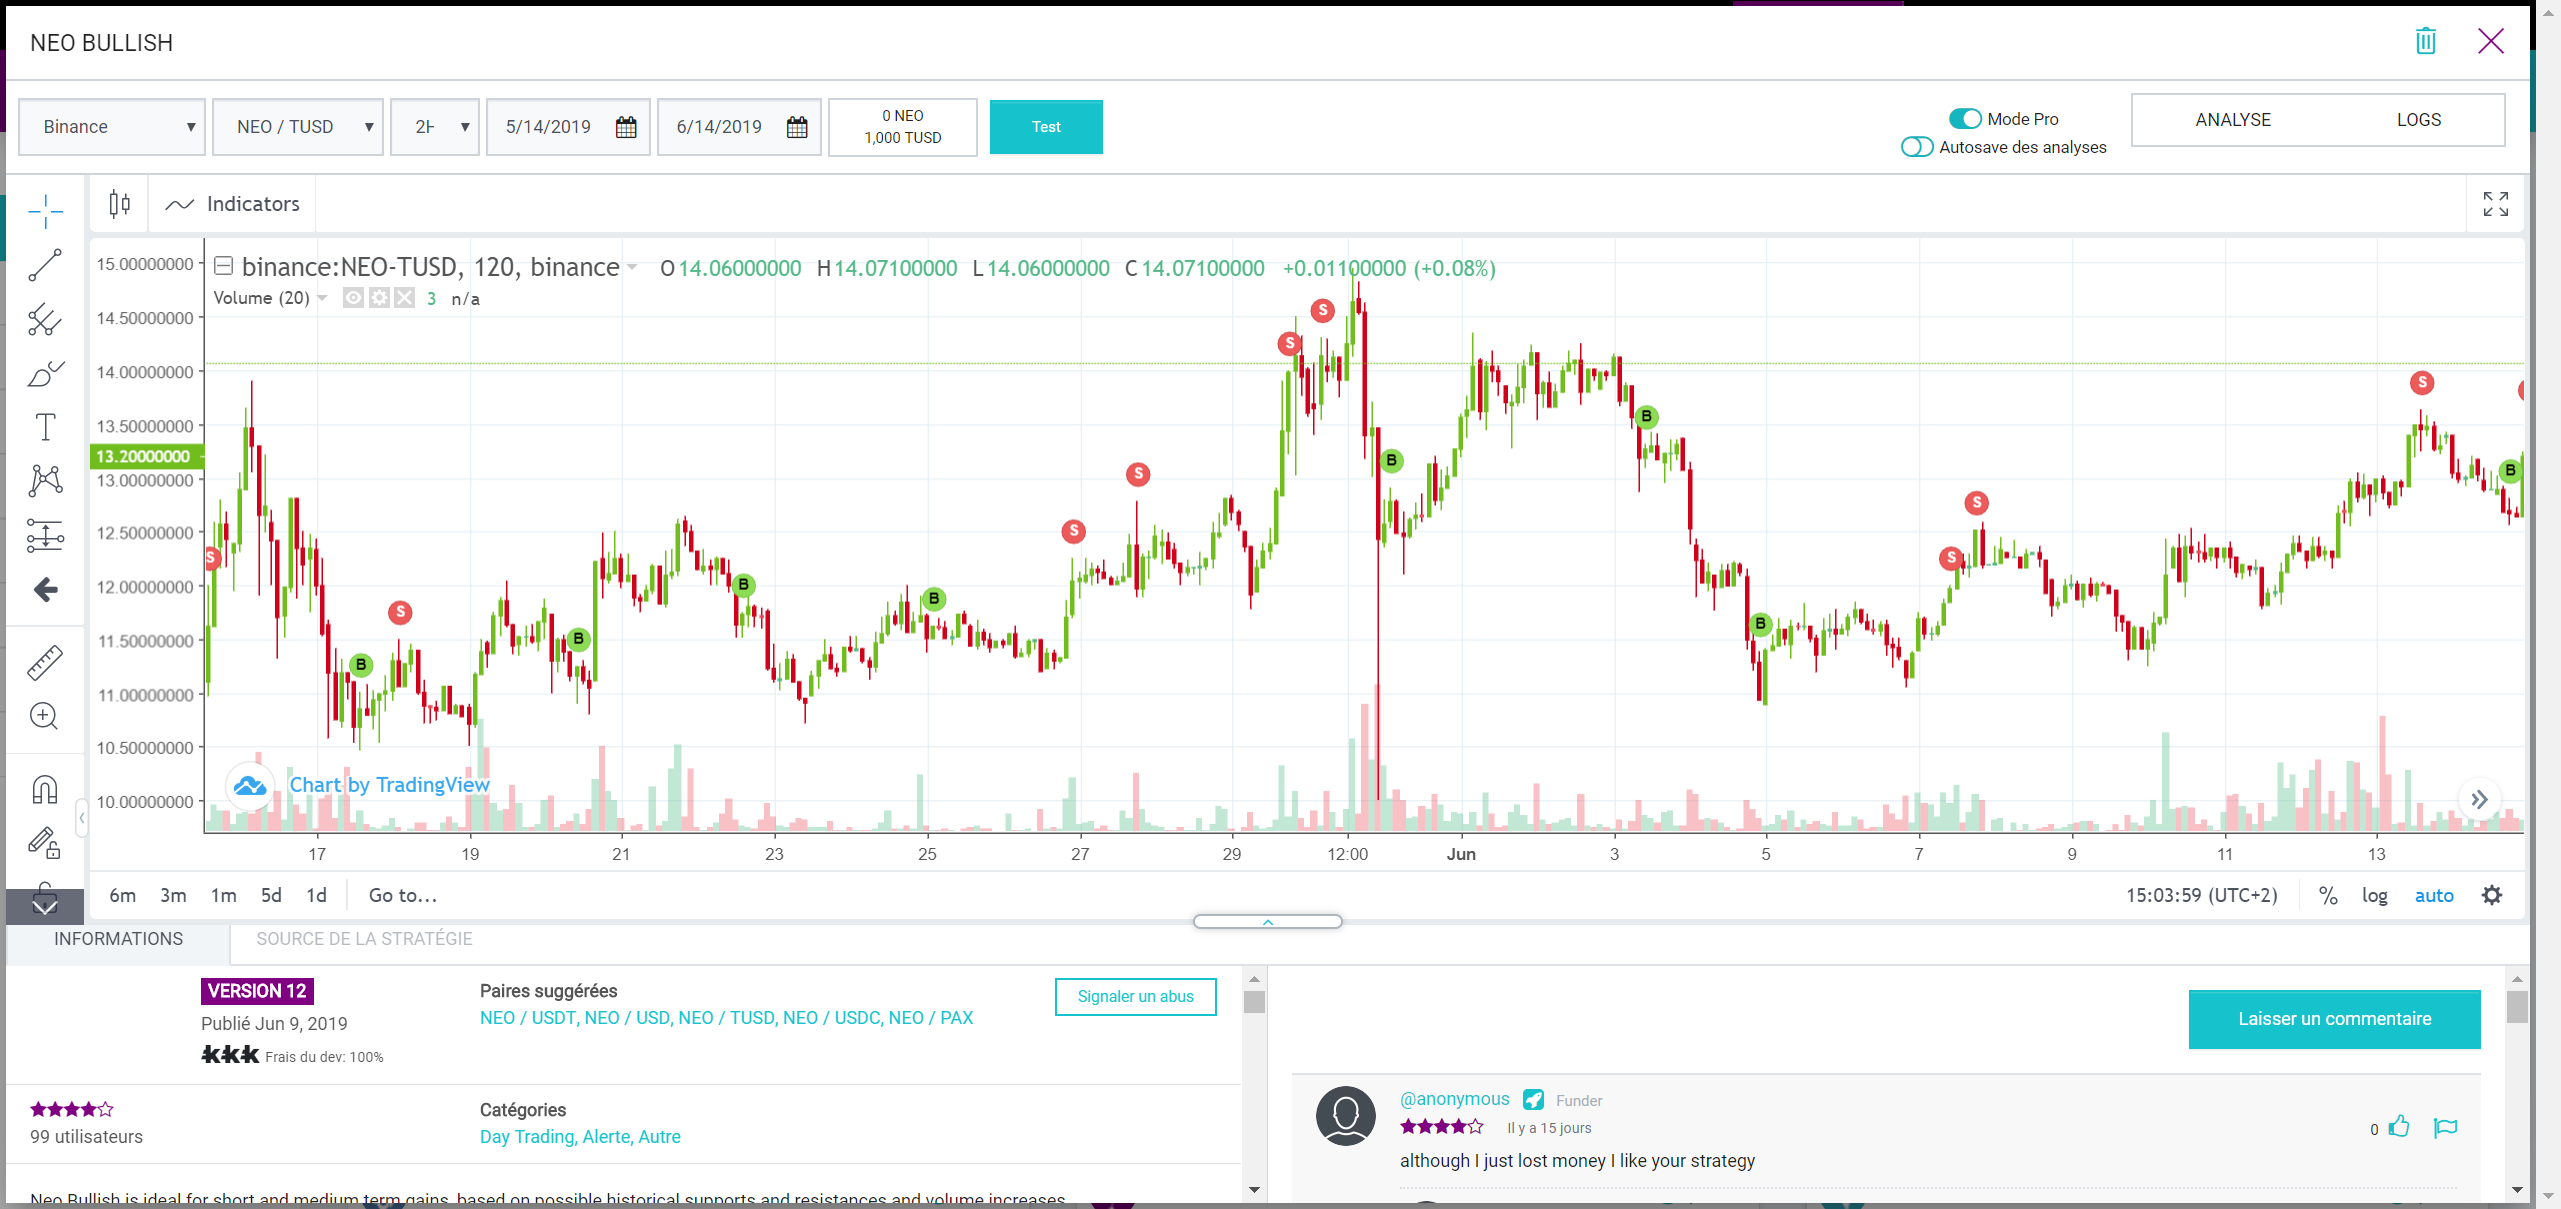 NEO BULLISH
Binance
NEO / TUSD
2H
5/14/2019
6/14/2019
0 NEO
1,000 TUSD
Test
Mode Pro
Autosave des analyses
ANALYSE
LOGS
Indicators
binance:NEO-TUSD, 120, binance
O 14.06000000 H 14.07100000 L 14.06000000 C 14.07100000 +0.01100000 (+0.08%)
Volume (20) 3 n/a
15.00000000
14.50000000
14.00000000
13.50000000
13.20000000
13.00000000
12.50000000
12.00000000
11.50000000
11.00000000
10.50000000
10.00000000
S
S
B
B
B
B
S
S
S
S
B
B
B
S
S
S
B
Chart by TradingView
17 19 21 23 25 27 29 12:00 Jun 3 5 7 9 11 13
6m 3m 1m 5d 1d Go to...
15:03:59 (UTC+2) % log auto
INFORMATIONS
SOURCE DE LA STRATÉGIE
VERSION 12
Publié Jun 9, 2019
Frais du dev: 100%
Paires suggérées
NEO / USDT, NEO / USD, NEO / TUSD, NEO / USDC, NEO / PAX
Signaler un abus
99 utilisateurs
Catégories
Day Trading, Alerte, Autre
Neo Bullish is ideal for short and medium term gains, based on possible historical supports and resistances and volume increases
Laisser un commentaire
@anonymous Funder
Il y a 15 jours
0
although I just lost money I like your strategy